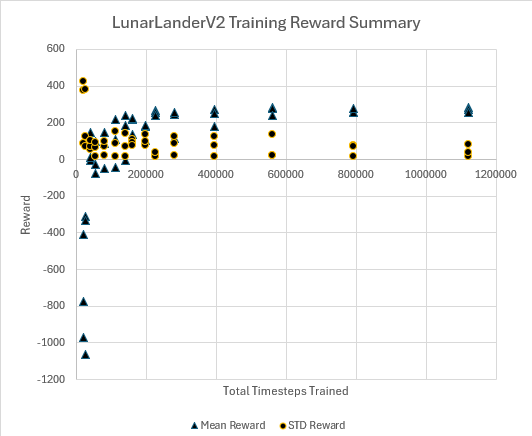 LunarLanderV2 Training Reward Summary
600
400
200
0
0 200000 400000 600000 800000 1000000 1200000
-200
-400
-600
-800
-1000
-1200
Reward
Total Timesteps Trained
Mean Reward STD Reward